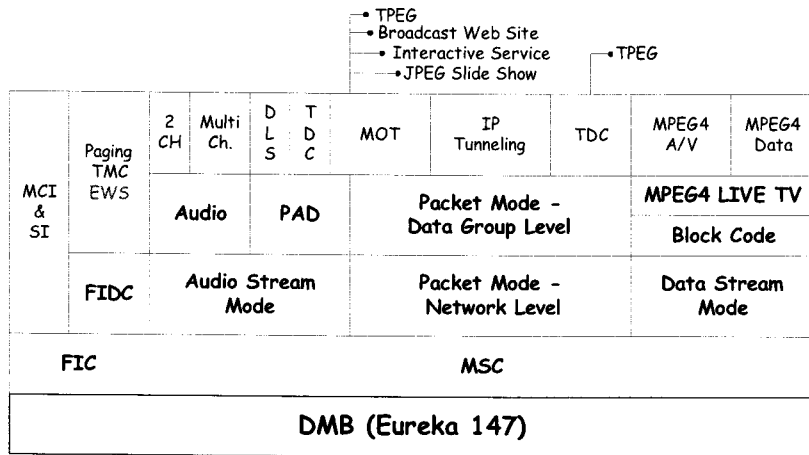 TPEG
Broadcast Web Site
Interactive Service
JPEG Slide Show
TPEG
MCI
&
SI
Paging
TMC
EWS
2
CH
Multi
Ch.
D
L
S
T
D
C
MOT
IP
Tunneling
TDC
MPEG4
A/V
MPEG4
Data
Audio
PAD
Packet Mode -
Data Group Level
MPEG4 LIVE TV
Block Code
FIDC
Audio Stream
Mode
Packet Mode -
Network Level
Data Stream
Mode
FIC
MSC
DMB (Eureka 147)